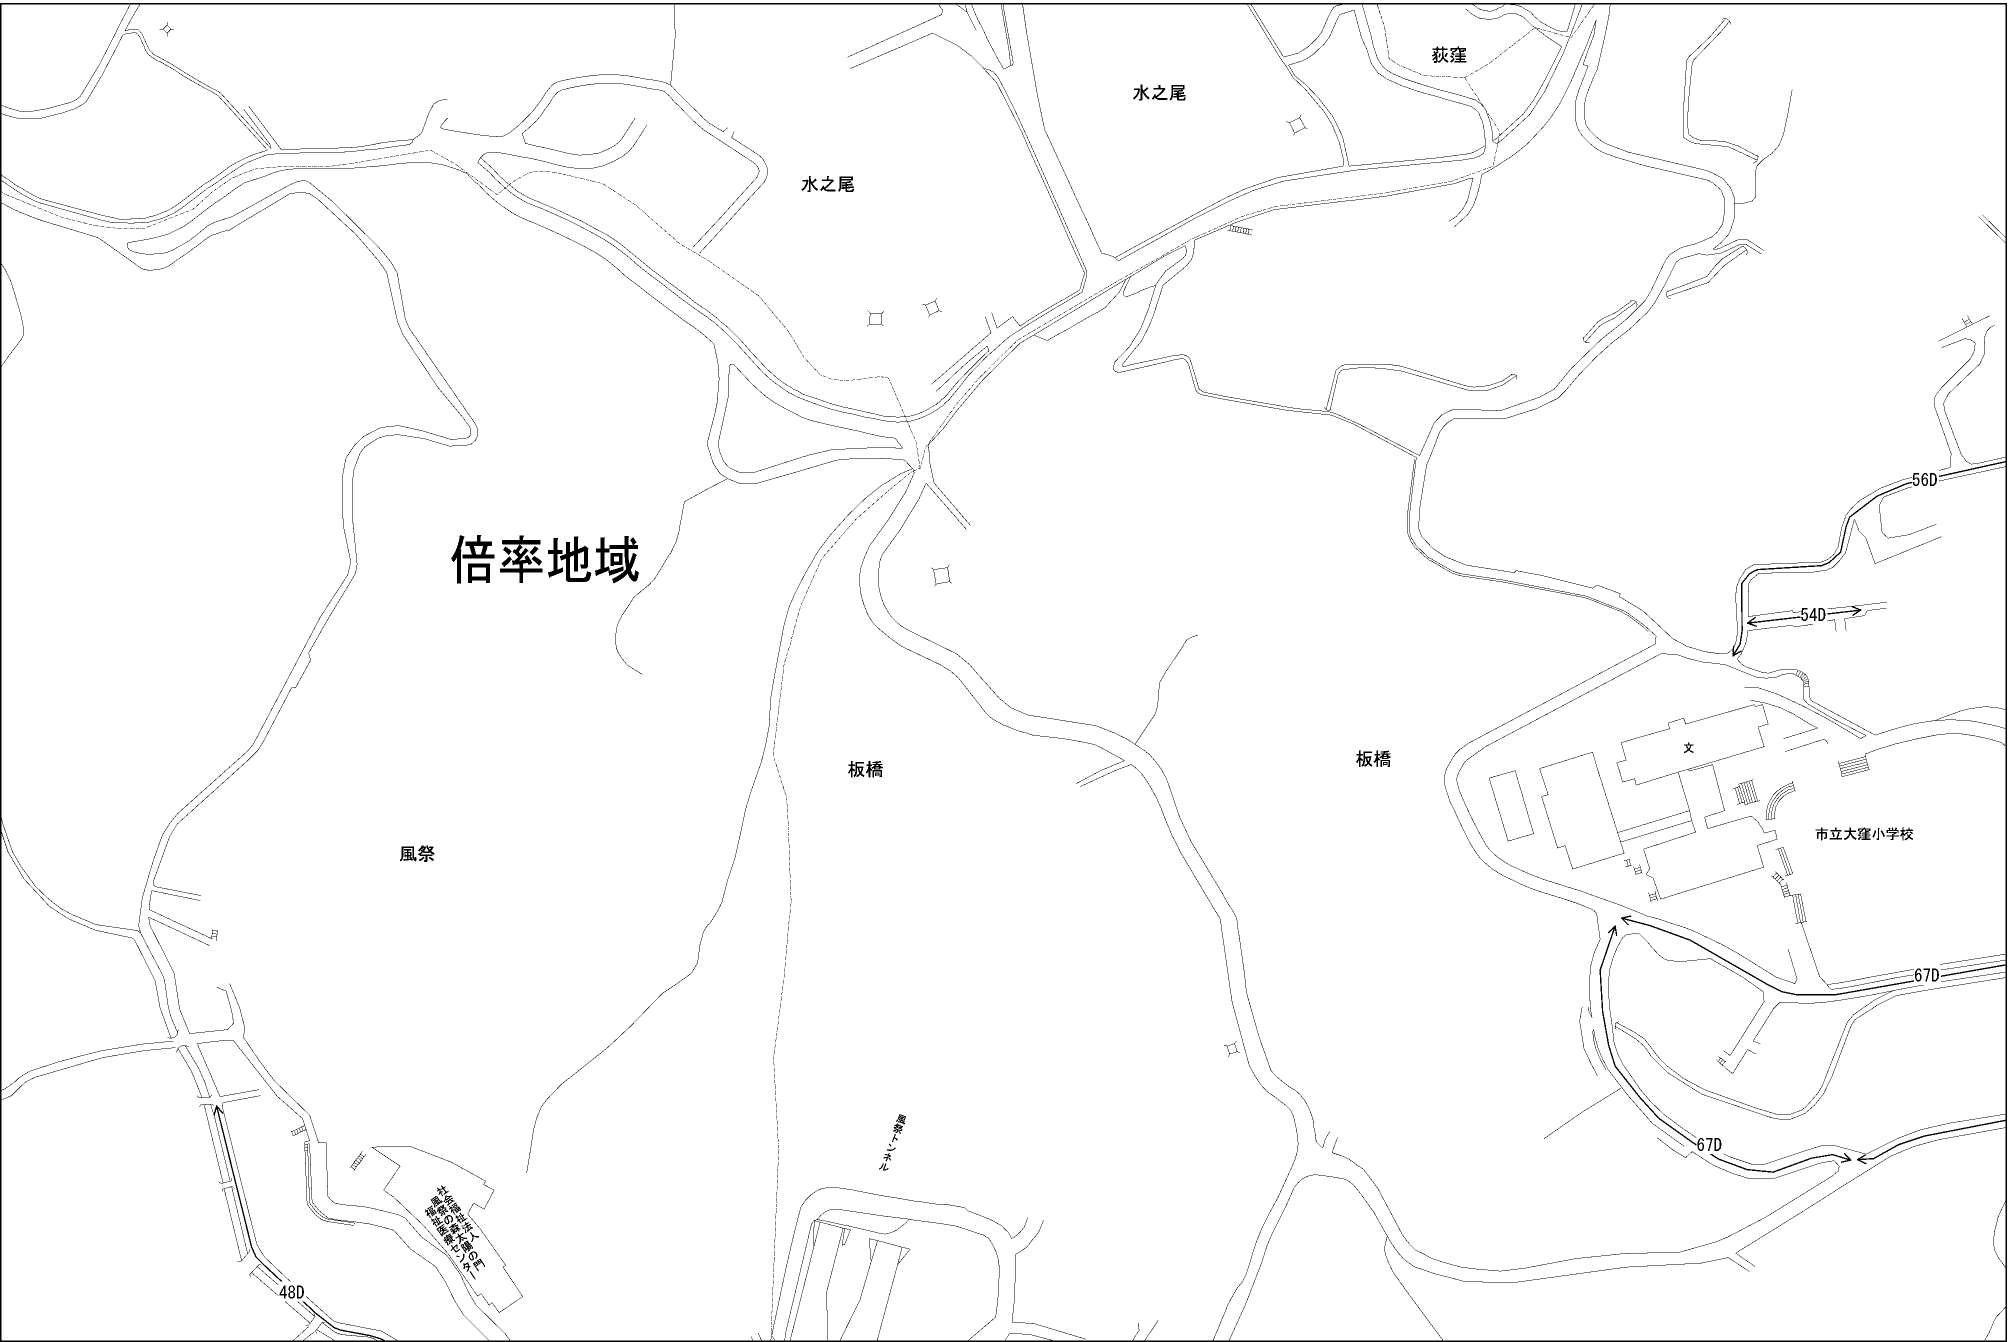 荻窪
水之尾
水之尾
56D
倍率地域
54D
文
板橋
板橋
市立大窪小学校
風祭
67D
風祭トンネル
67D
社会福祉法人
風祭の森太陽の門
福祉医療センター
48D